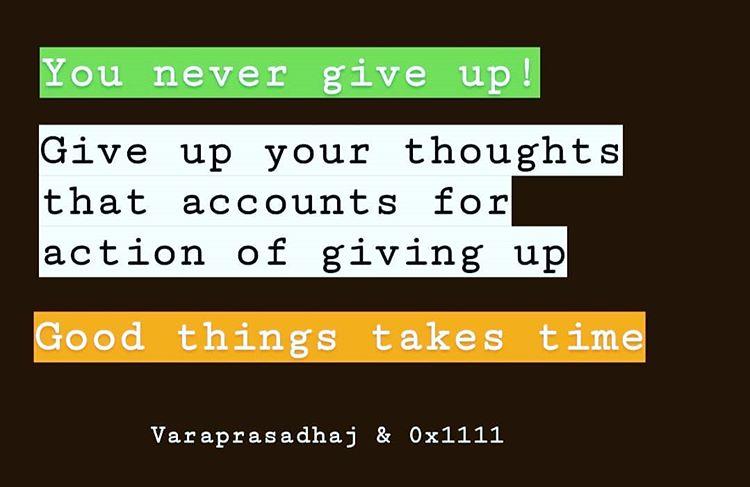 You never give up!
Give up your thoughts
that accounts for
action of giving up
Good things takes time
Varaprasadhaj & 0x1111